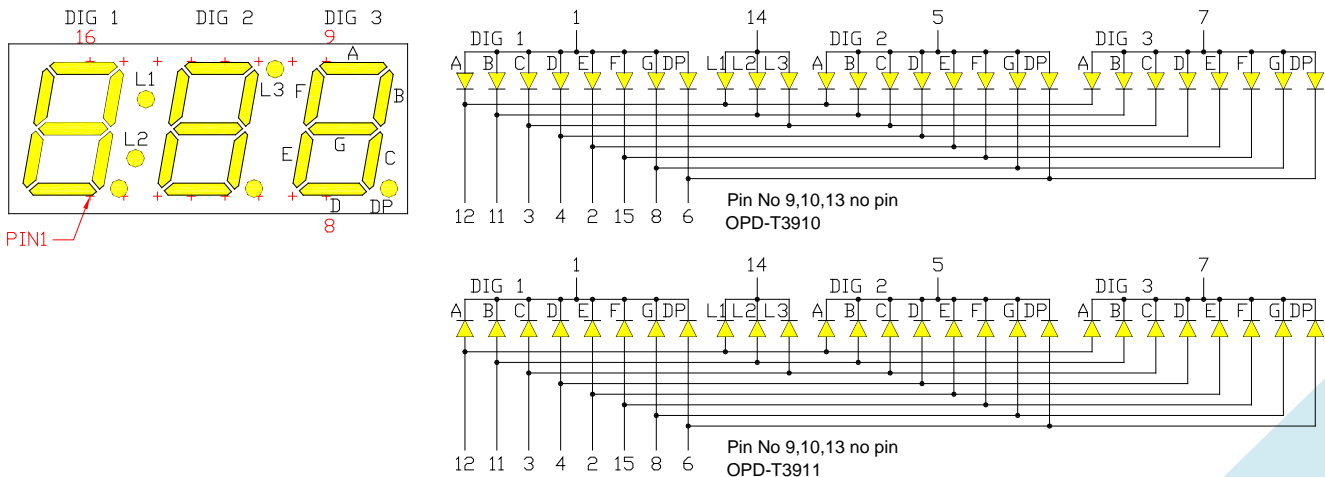 DIG 1 DIG 2 DIG 3
16 9
A
L1
F L3 B
L2 G
E C
D DP
PIN1 8
1 14 5 7
DIG 1 DIG 2 DIG 3
A B C D E F G DP L1 L2 L3 A B C D E F G DP A B C D E F G DP
Pin No 9,10,13 no pin
12 11 3 4 2 15 8 6
OPD-T3910
1 14 5 7
DIG 1 DIG 2 DIG 3
A B C D E F G DP L1 L2 L3 A B C D E F G DP A B C D E F G DP
Pin No 9,10,13 no pin
12 11 3 4 2 15 8 6
OPD-T3911